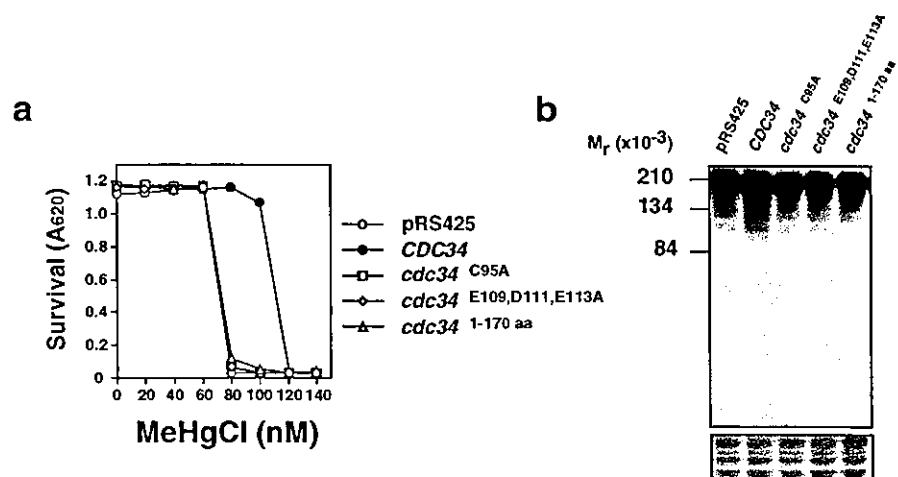 a
Survival (A620)
1.2
1.0
0.8
0.6
0.4
0.2
0
0 20 40 60 80 100 120 140
MeHgCl (nM)
pRS425
CDC34
cdc34 C95A
cdc34 E109,D111,E113A
cdc34 1-170 aa
b
Mr (x10-3)
210
134
84
pRS425
CDC34
cdc34 C95A
cdc34 E109,D111,E113A
cdc34 1-170 aa